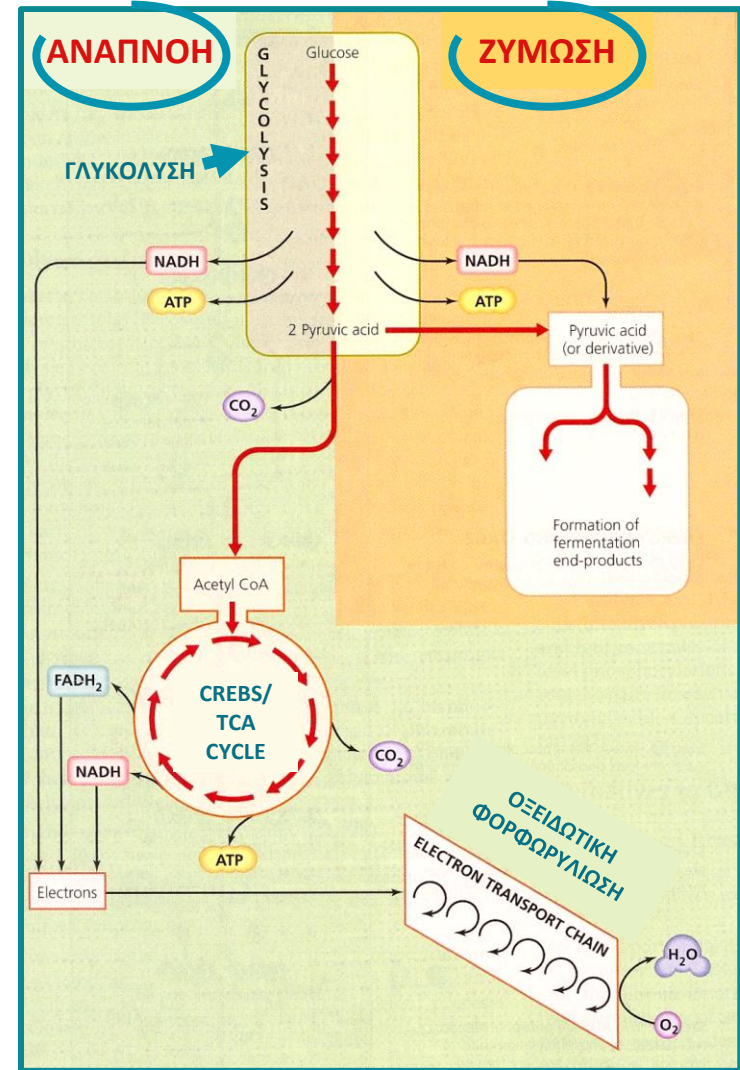 ΑΝΑΠΝΟΗ
ΖΥΜΩΣΗ
GLYCOLYSIS
Glucose
ΓΛΥΚΟΛΥΣΗ
NADH
NADH
ATP
ATP
2 Pyruvic acid
Pyruvic acid
(or derivative)
CO₂
Formation of
fermentation
end-products
Acetyl CoA
FADH₂
CREBS/
TCA
CYCLE
CO₂
NADH
ATP
Electrons
ΟΞΕΙΔΩΤΙΚΗ
ΦΟΡΦΩΡΥΛΙΩΣΗ
ELECTRON TRANSPORT CHAIN
H₂O
O₂